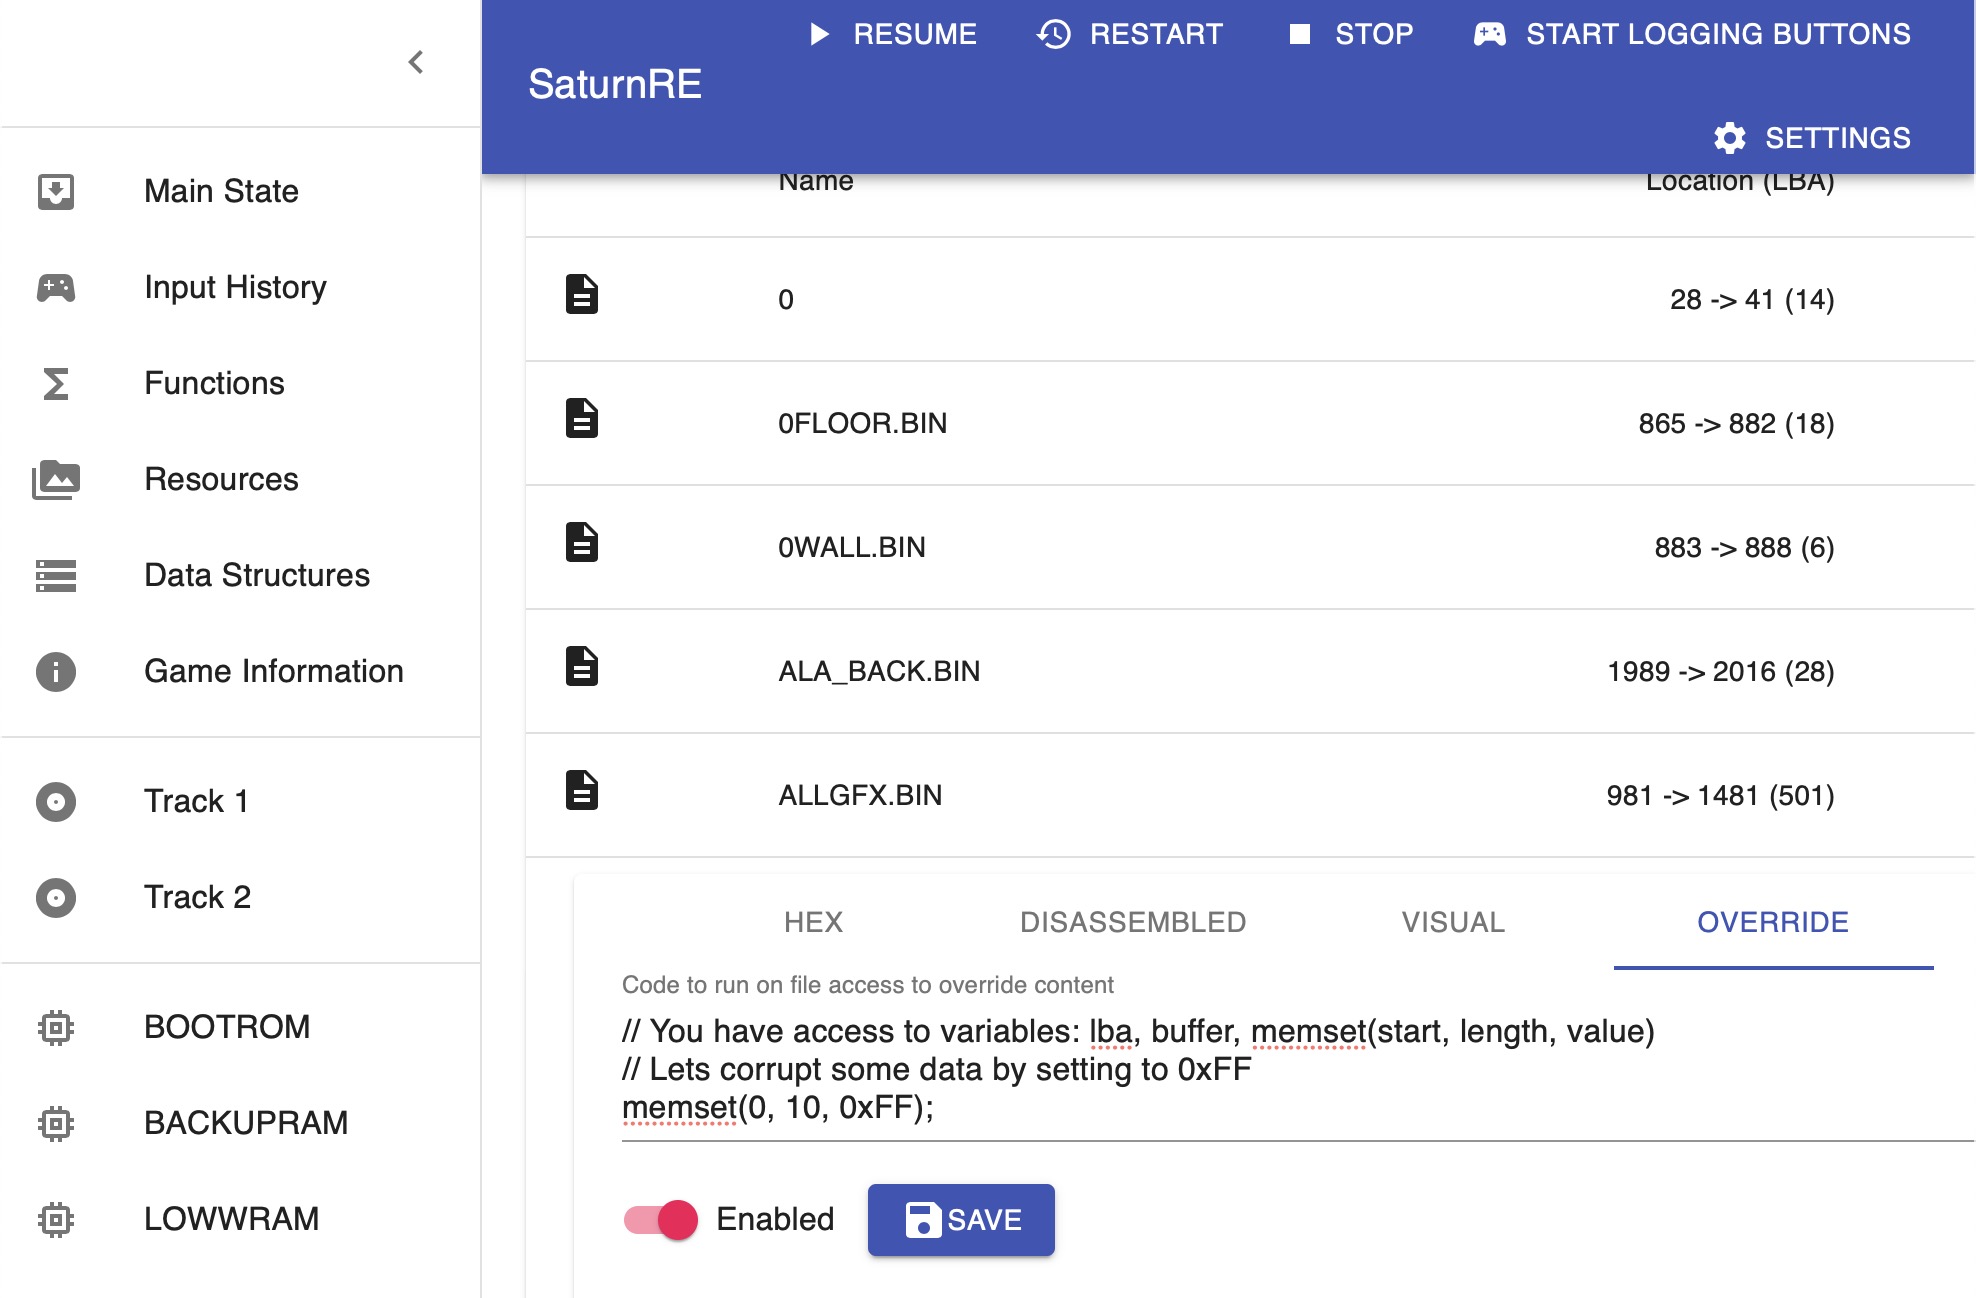 RESUME
RESTART
STOP
START LOGGING BUTTONS
SaturnRE
SETTINGS
Main State
Input History
Functions
Resources
Data Structures
Game Information
Track 1
Track 2
BOOTROM
BACKUPRAM
LOWWRAM
Name Location (LBA)
0 28 -> 41 (14)
0FLOOR.BIN 865 -> 882 (18)
0WALL.BIN 883 -> 888 (6)
ALA_BACK.BIN 1989 -> 2016 (28)
ALLGFX.BIN 981 -> 1481 (501)
HEX DISASSEMBLED VISUAL OVERRIDE
Code to run on file access to override content
// You have access to variables: lba, buffer, memset(start, length, value)
// Lets corrupt some data by setting to 0xFF
memset(0, 10, 0xFF);
Enabled
SAVE